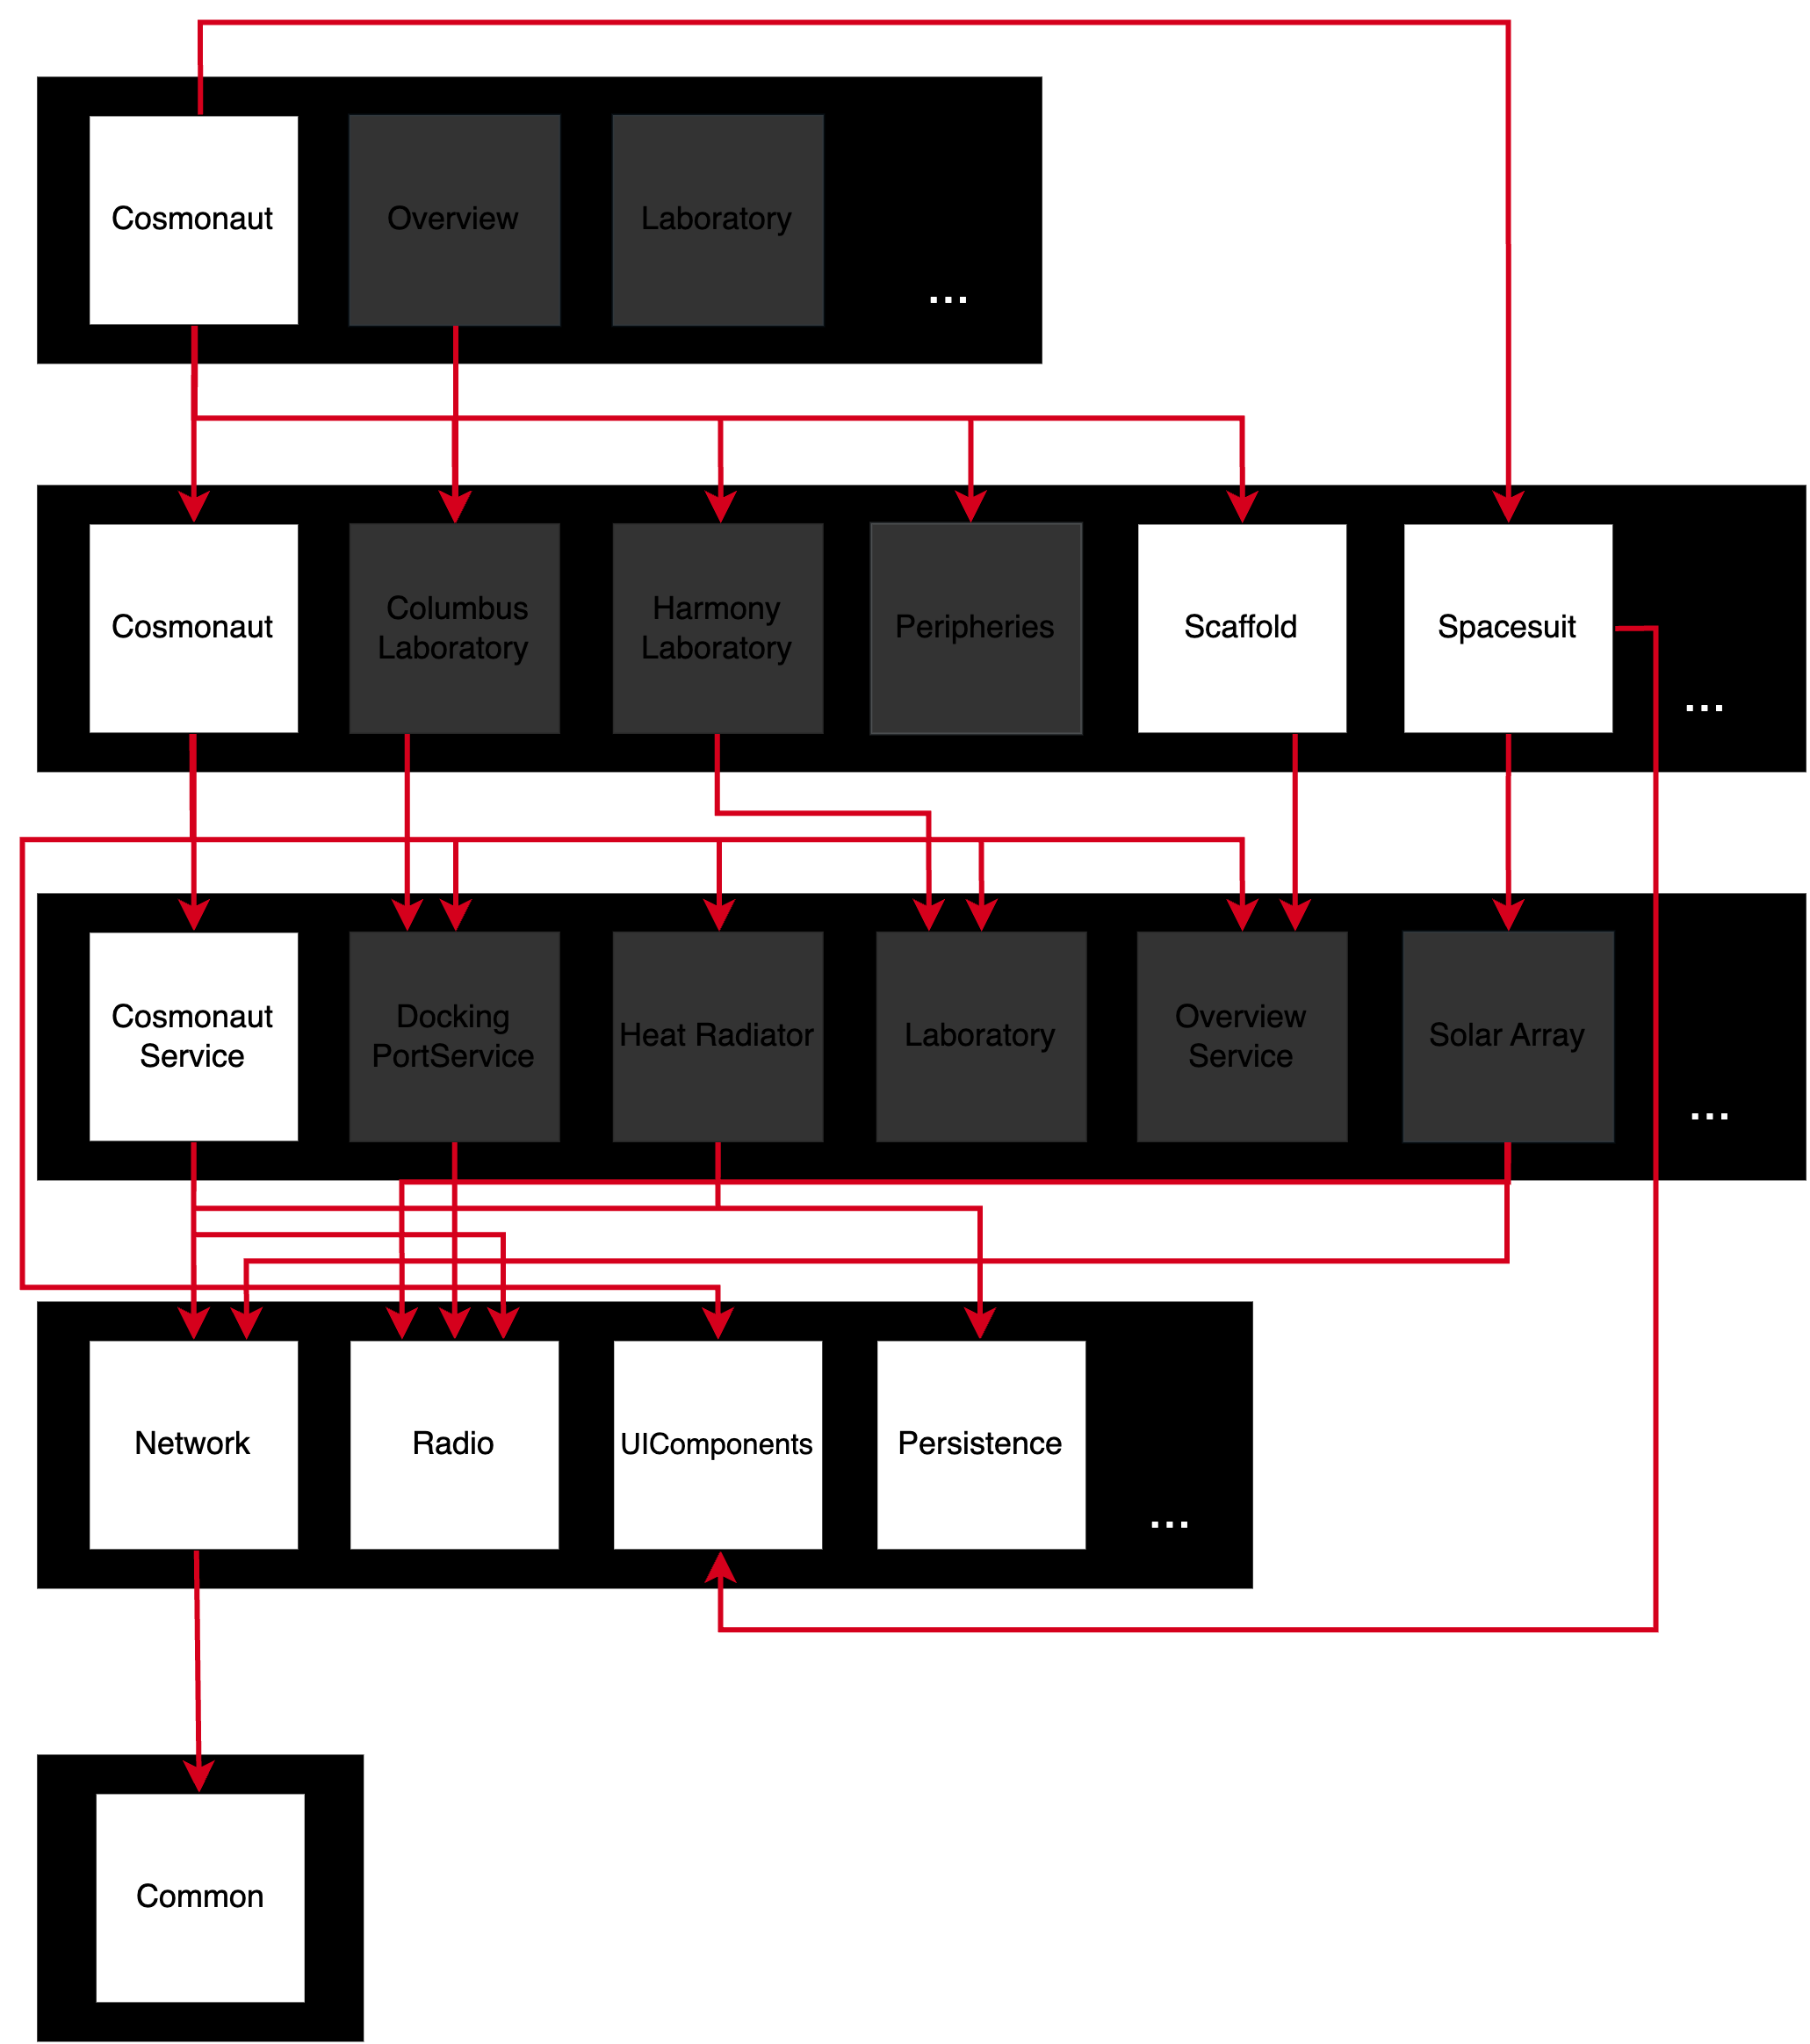 Cosmonaut
Overview
Laboratory
...
Cosmonaut
Columbus
Laboratory
Harmony
Laboratory
Peripheries
Scaffold
Spacesuit
...
Cosmonaut
Service
Docking
PortService
Heat Radiator
Laboratory
Overview
Service
Solar Array
...
Network
Radio
UIComponents
Persistence
...
Common